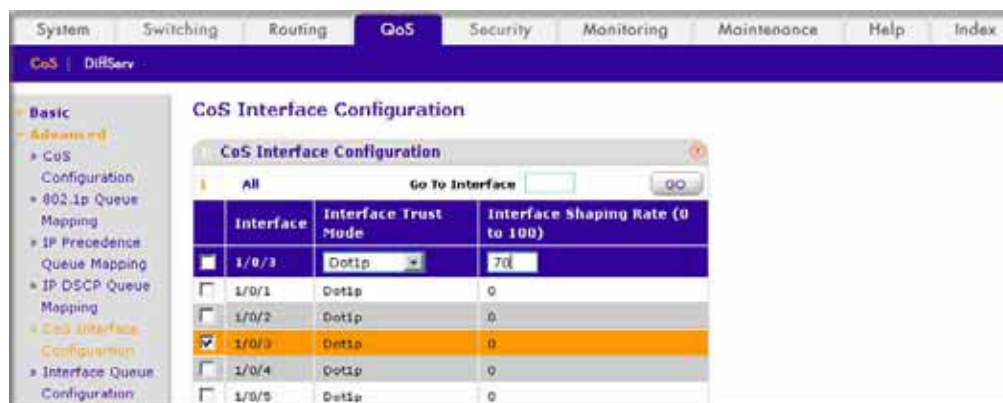 System Switching Routing QoS Security Monitoring Maintenance Help Index
CoS | DiffServ
Basic
Advanced
» CoS
Configuration
» 802.1p Queue
Mapping
» IP Precedence
Queue Mapping
» IP DSCP Queue
Mapping
» CoS Interface
Configuration
» Interface Queue
Configuration
CoS Interface Configuration
CoS Interface Configuration
1 All Go To Interface GO
Interface Interface Trust Mode Interface Shaping Rate (0 to 100)
1/0/3 Dot1p 70
1/0/1 Dot1p 0
1/0/2 Dot1p 0
1/0/3 Dot1p 0
1/0/4 Dot1p 0
1/0/5 Dot1p 0